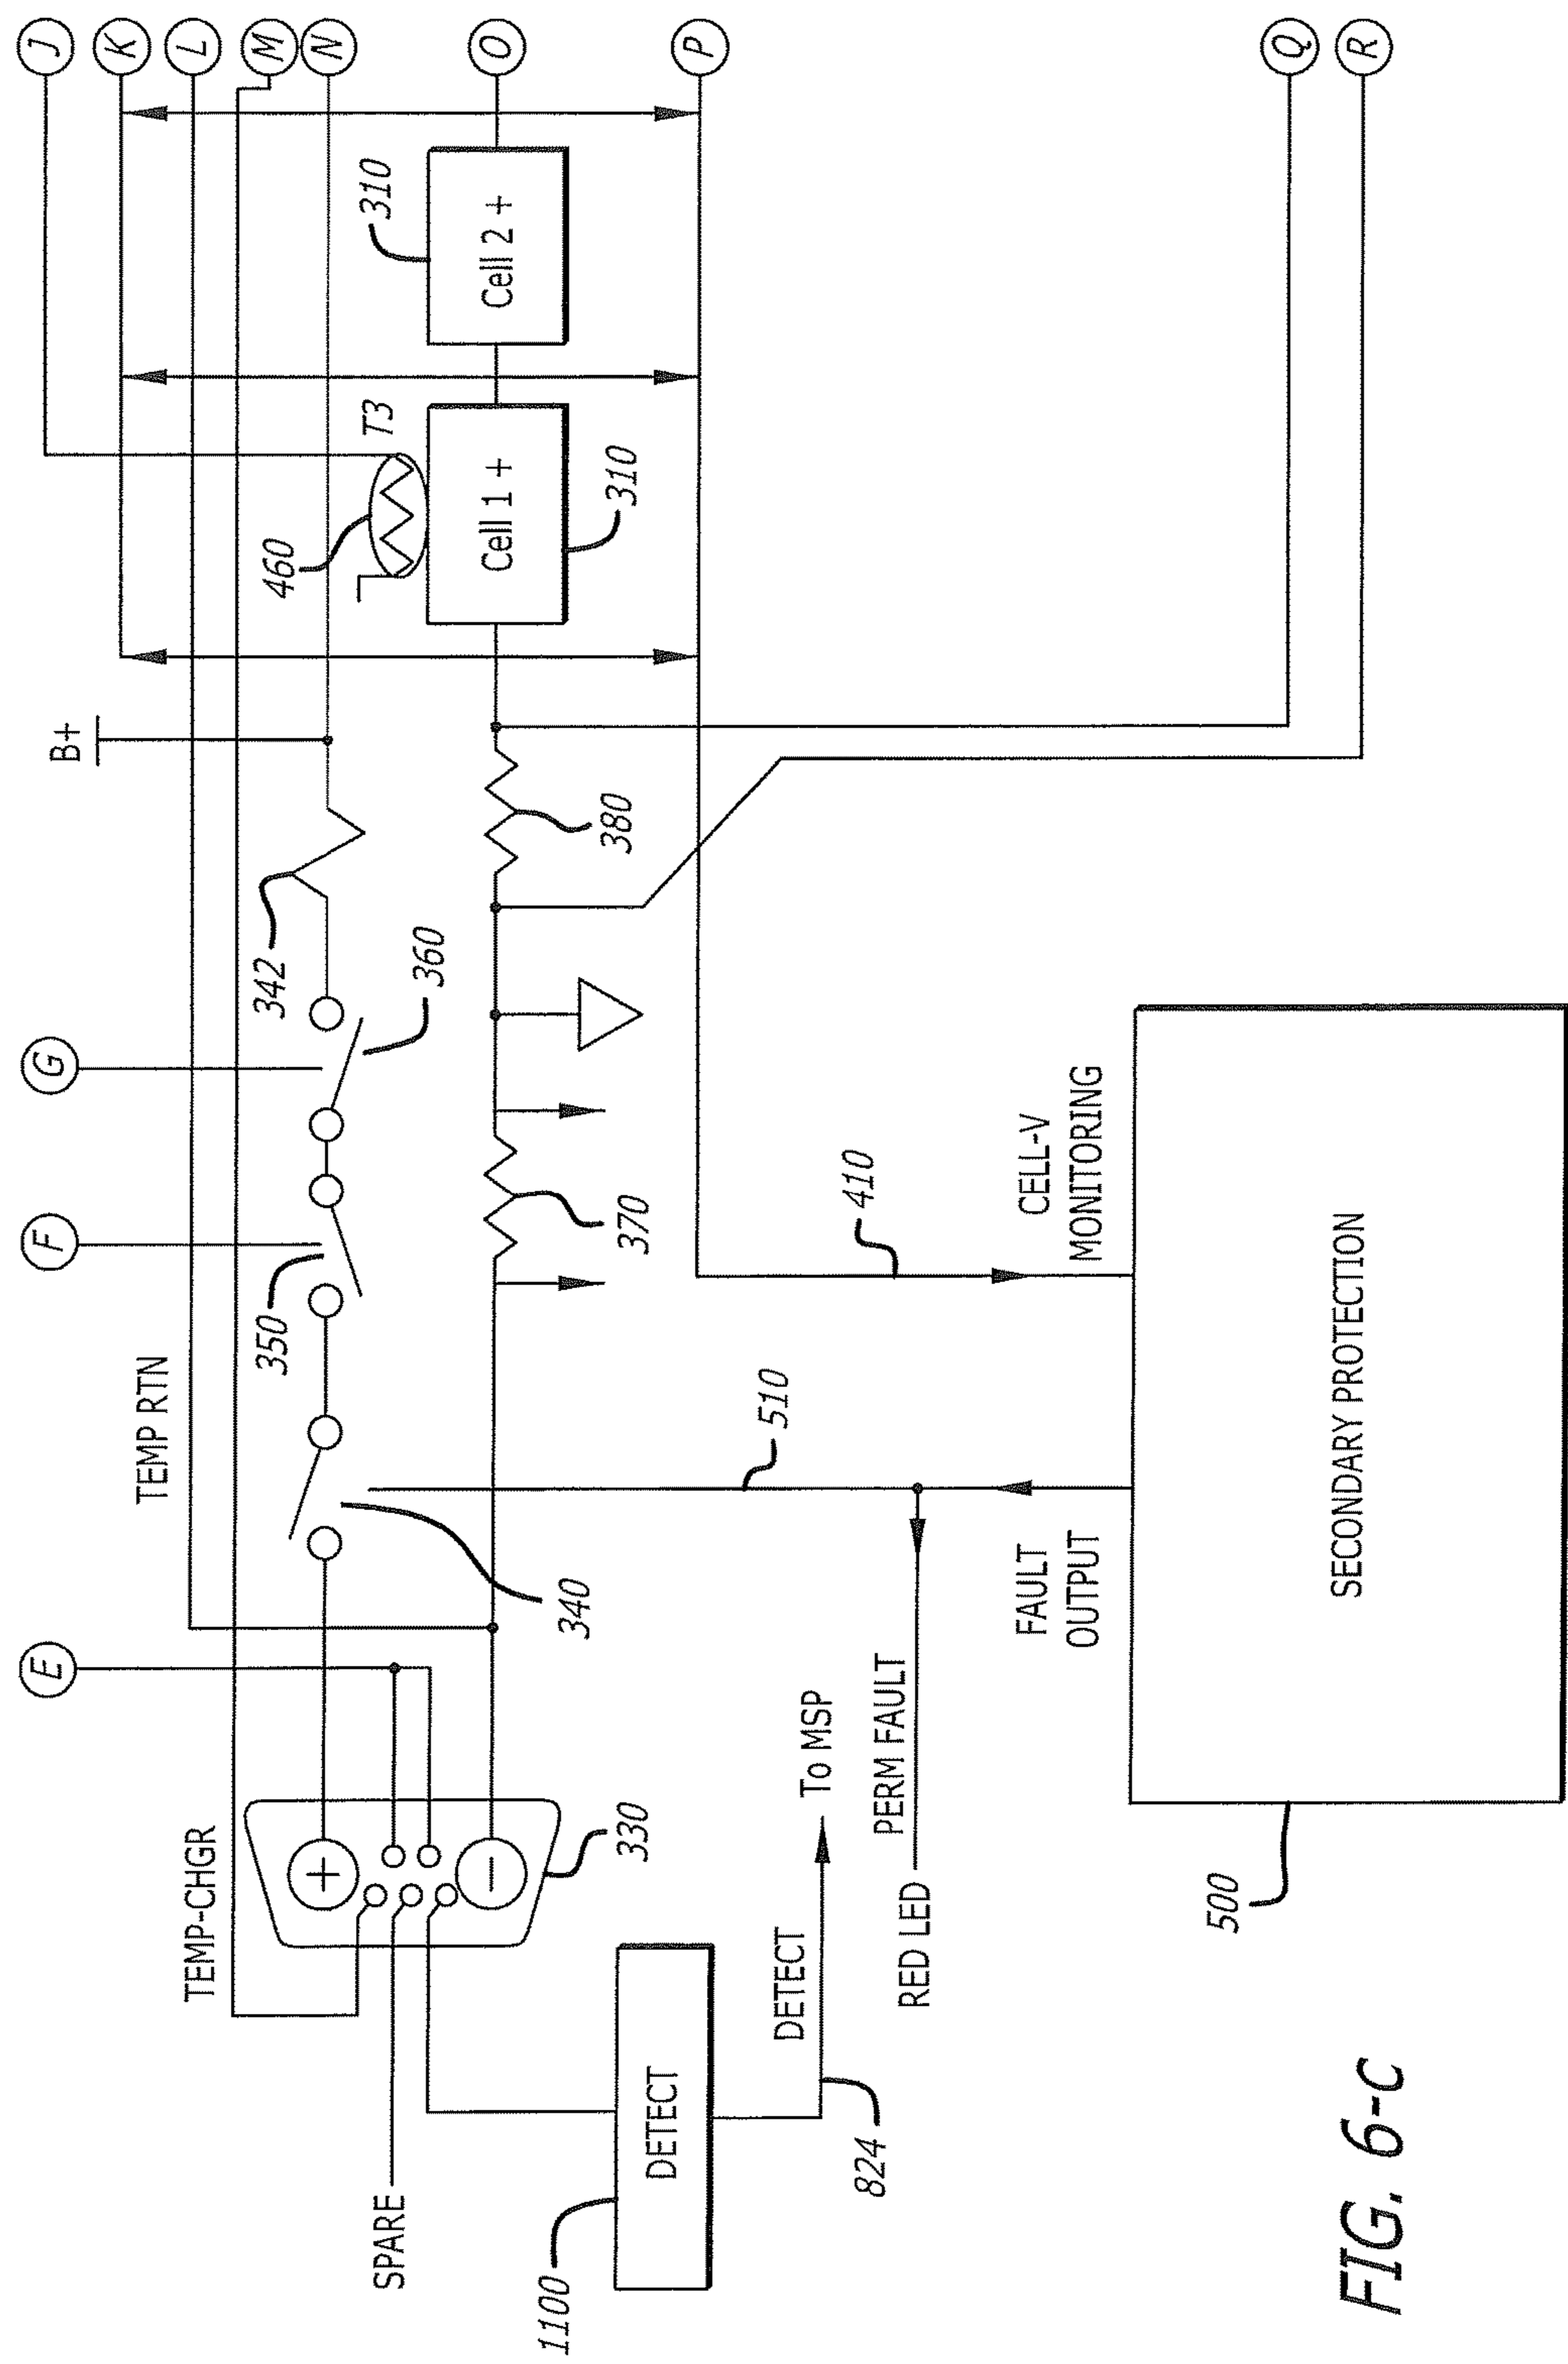 E
F
G
J
K
L
M
N
O
P
Q
R
TEMP RTN
B+
TEMP-CHGR
SPARE
+
−
330
340
350
360
342
460
T3
Cell 1 +
310
Cell 2 +
310
370
380
1100
DETECT
DETECT
To MSP
824
RED LED
PERM FAULT
510
410
FAULT
OUTPUT
CELL-V
MONITORING
SECONDARY PROTECTION
500
FIG. 6-c